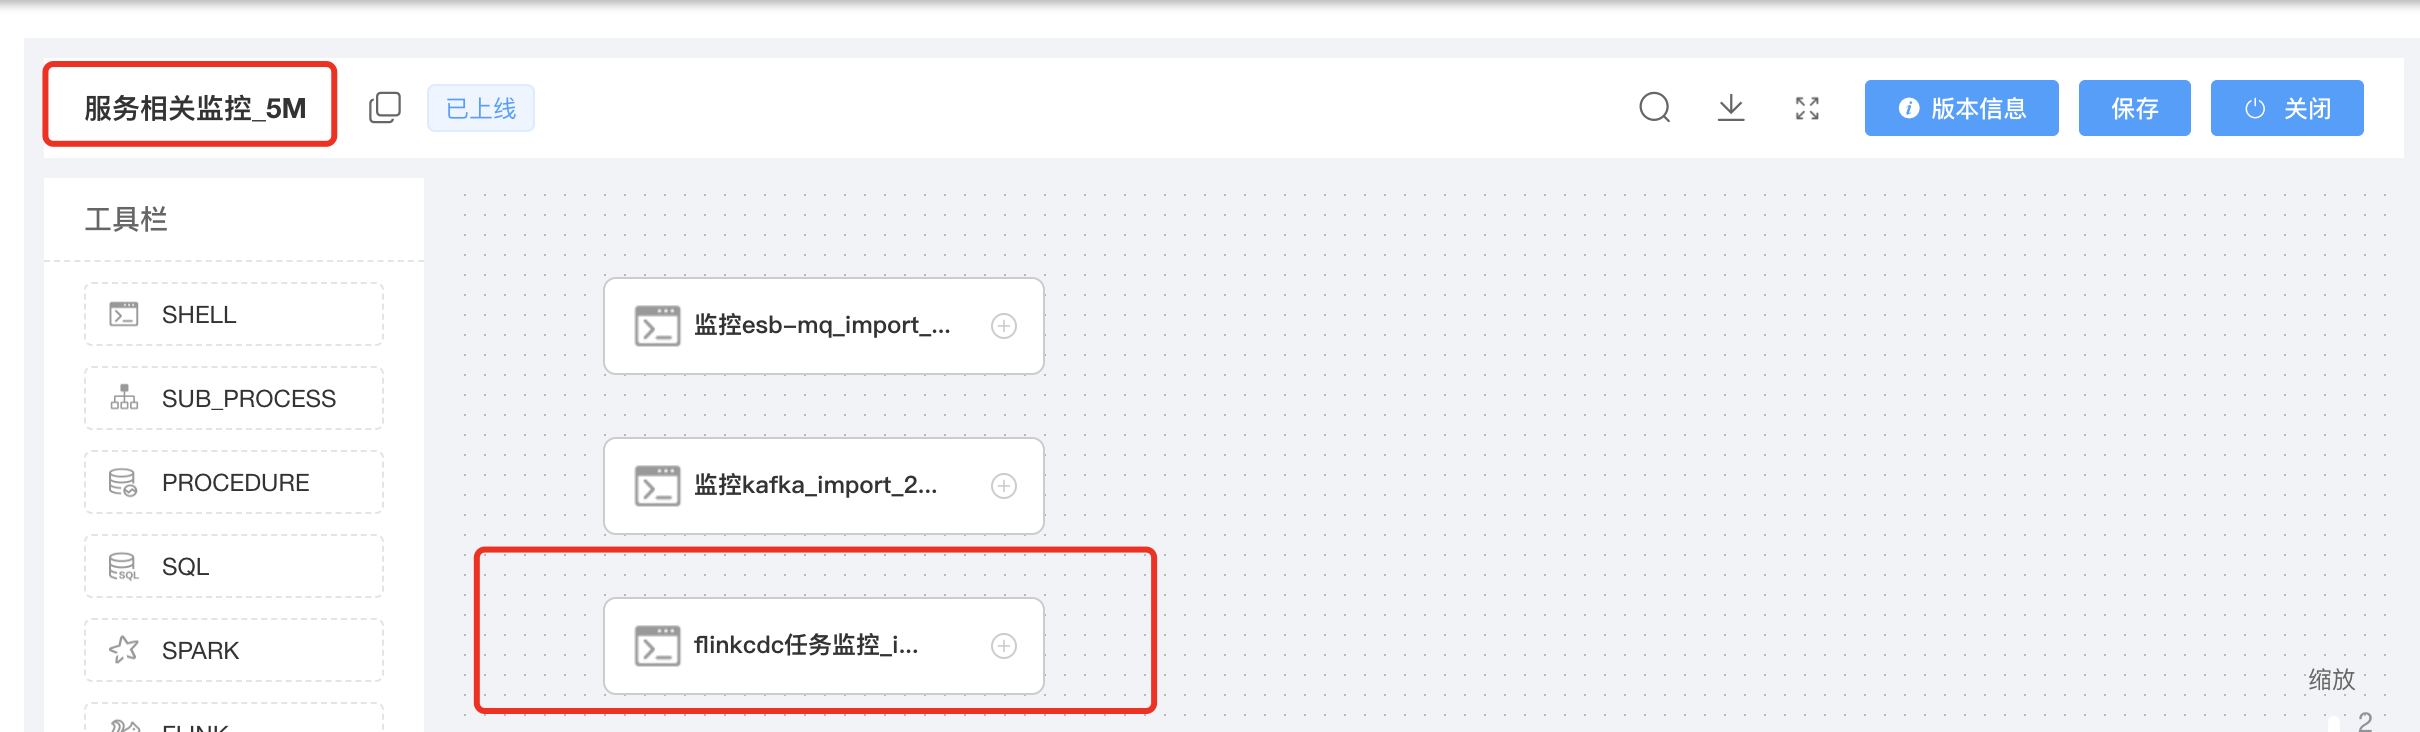 服务相关监控_5M
已上线
版本信息
保存
关闭
工具栏
SHELL
SUB_PROCESS
PROCEDURE
SQL
SPARK
FLINK
监控esb-mq_import_...
监控kafka_import_2...
flinkcdc任务监控_i...
缩放
2